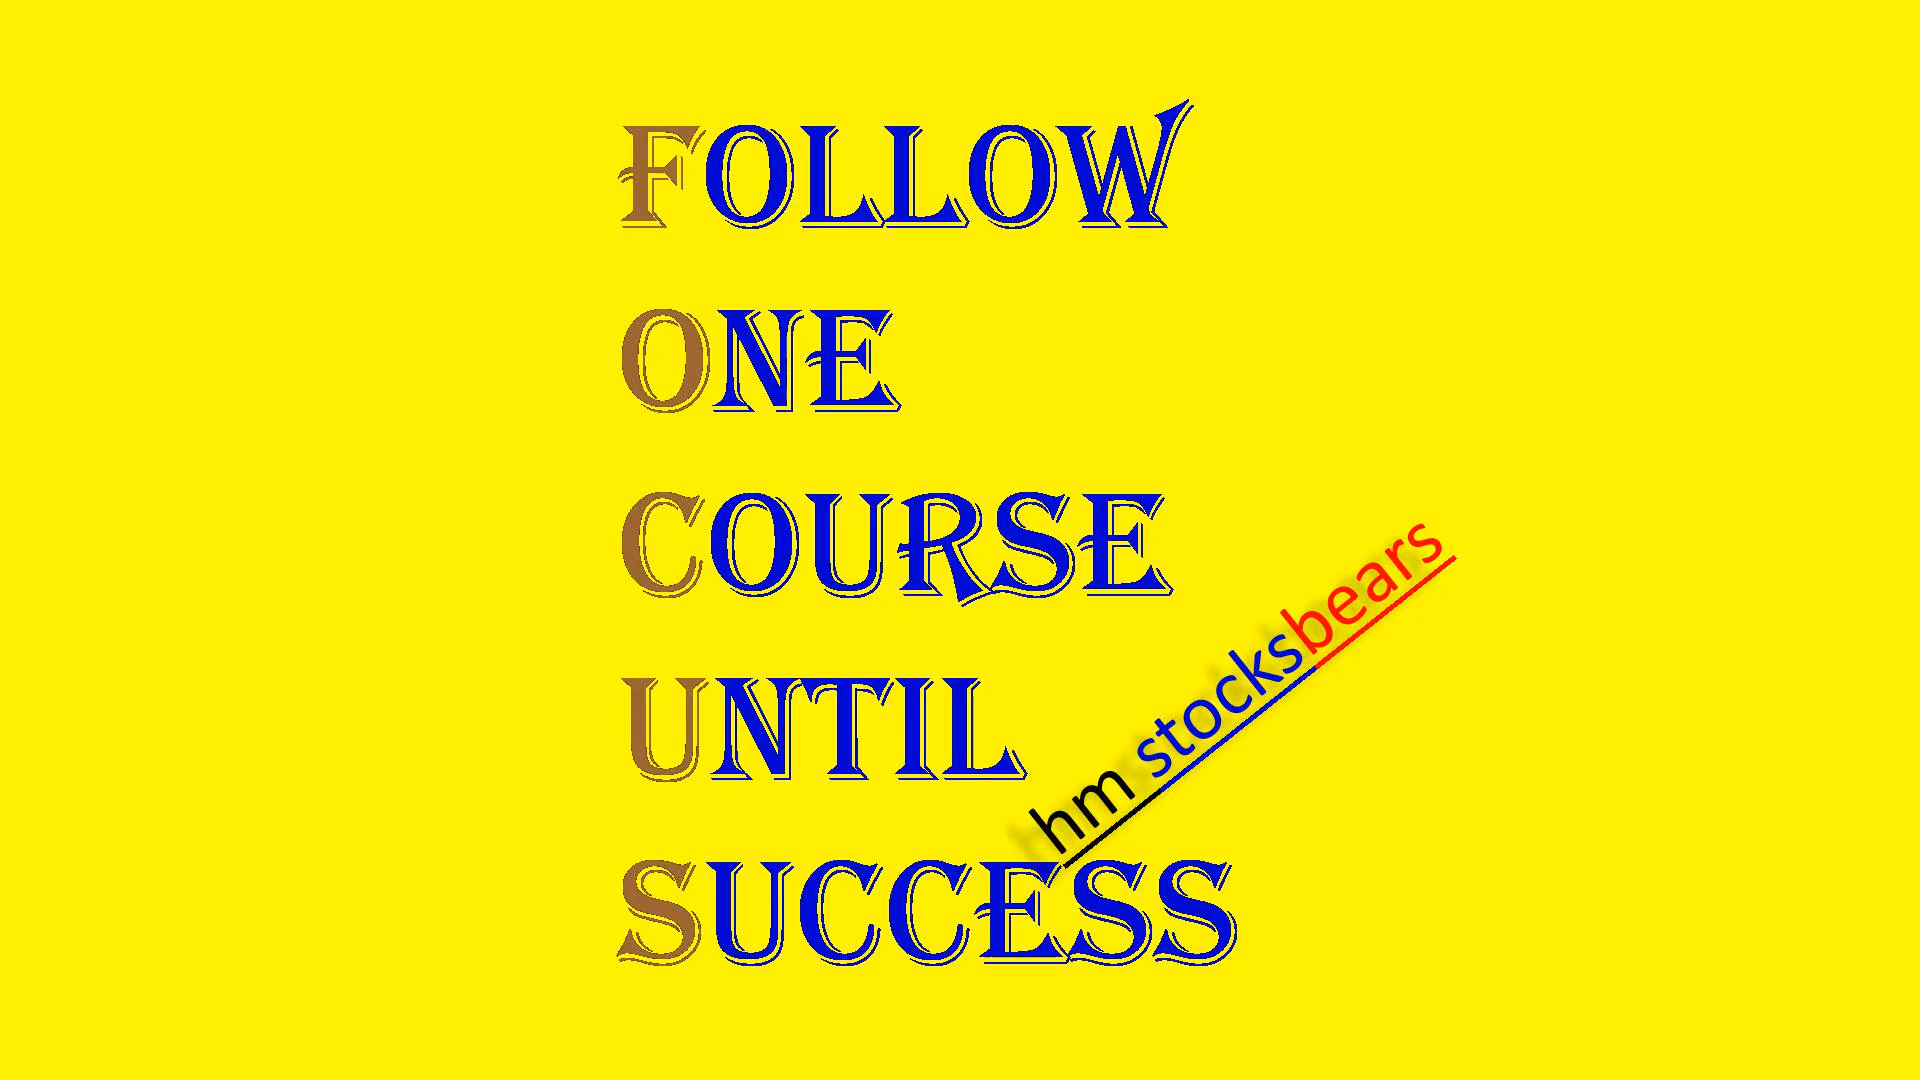 FOLLOW
ONE
COURSE
UNTIL
SUCCESS
hm stocksbears